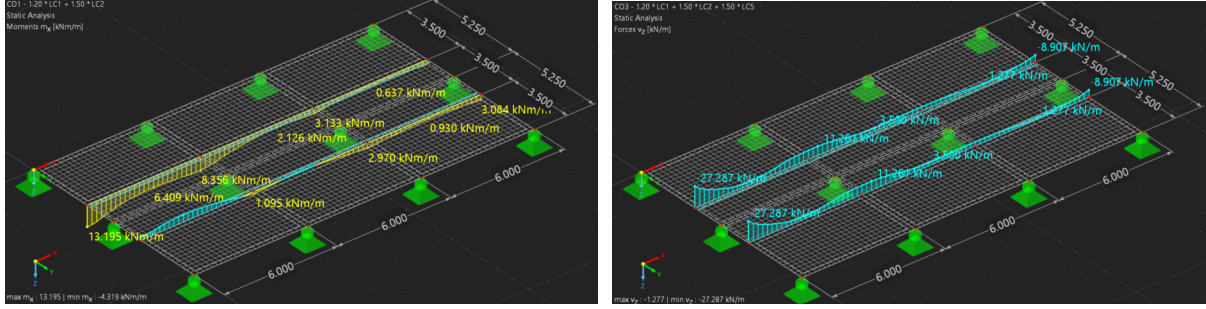 CO1 - 1.20 * LC1 + 1.50 * LC2
Static Analysis
Moments mX [kNm/m]
5.250
3.500
3.500
5.250
3.500
0.637 kNm/m
3.084 kNm/m
3.133 kNm/m
0.930 kNm/m
2.126 kNm/m
2.970 kNm/m
8.356 kNm/m
6.000
6.409 kNm/m
1.095 kNm/m
6.000
13.195 kNm/m
6.000
X
Y
Z
max mX : 13.195 | min mX : -4.319 kNm/m
CO3 - 1.20 * LC1 + 1.50 * LC2 + 1.50 * LC5
Static Analysis
Forces vZ [kN/m]
5.250
3.500
-8.907 kN/m
3.500
5.250
1.277 kN/m
-8.907 kN/m
3.500
1.277 kN/m
-3.500 kN/m
11.261 kN/m
3.500 kN/m
6.000
27.287 kN/m
11.261 kN/m
6.000
27.287 kN/m
6.000
X
Y
Z
max vZ : -1.277 | min vZ : -27.287 kN/m